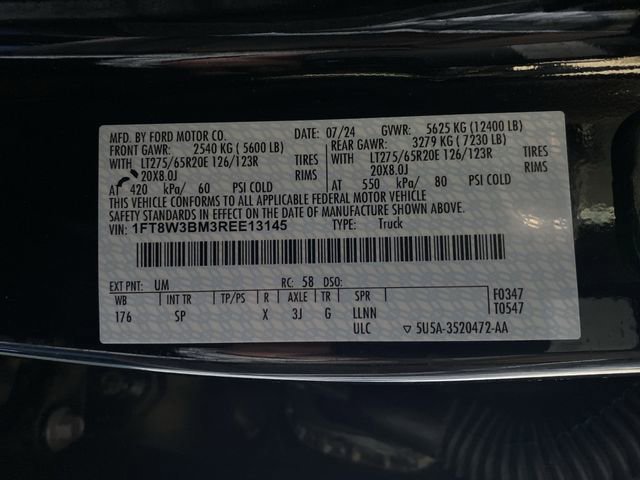 MFD. BY FORD MOTOR CO. DATE: 07/24 GVWR: 5625 KG (12400 LB)
FRONT GAWR: 2540 KG (5600 LB) REAR GAWR: 3279 KG (7230 LB)
WITH LT275/65R20E 126/123R TIRES WITH LT275/65R20E 126/123R TIRES
20X8.0J RIMS 20X8.0J RIMS
AT 420 kPa/ 60 PSI COLD AT 550 kPa/ 80 PSI COLD
THIS VEHICLE CONFORMS TO ALL APPLICABLE FEDERAL MOTOR VEHICLE
SAFETY STANDARDS IN EFFECT ON THE DATE OF MANUFACTURE SHOWN ABOVE.
VIN: 1FT8W3BM3REE13145 TYPE: Truck
EXT PNT: UM RC: 58 DSO:
WB INT TR TP/PS R AXLE TR SPR F0347
176 SP X 3J G LLNN T0547
ULC 5U5A-3520472-AA